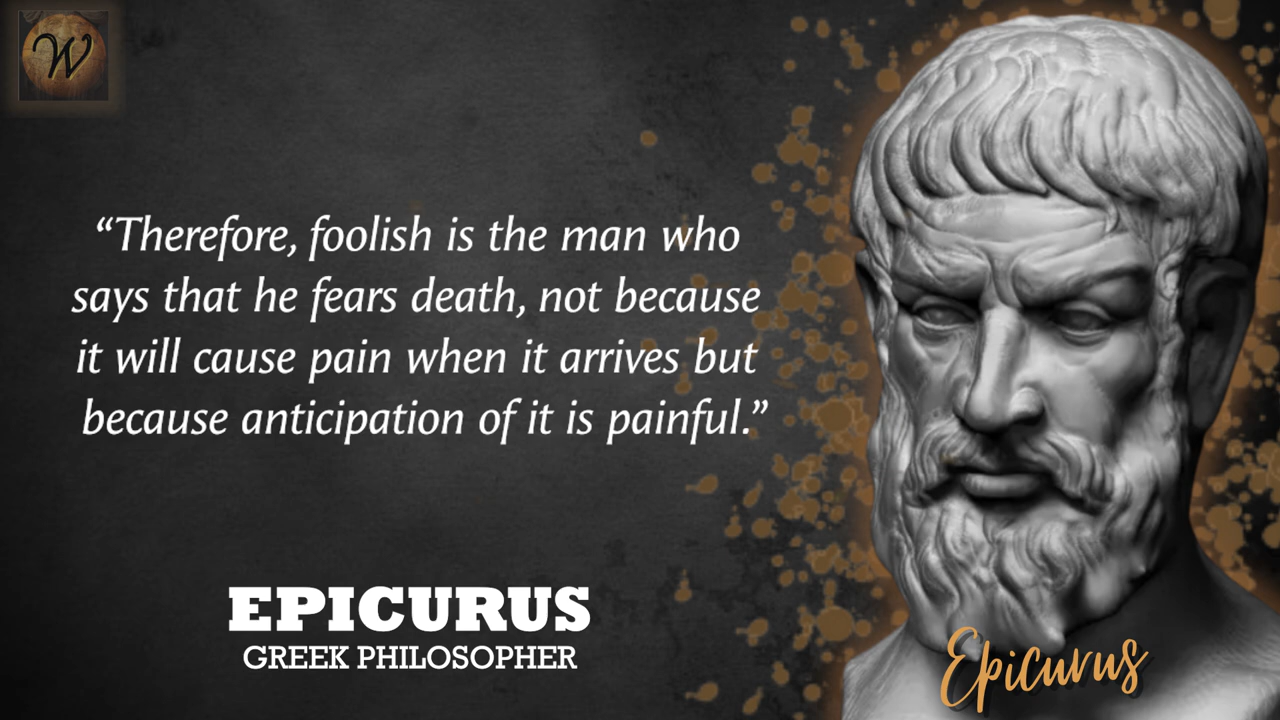 W
“Therefore, foolish is the man who
says that he fears death, not because
it will cause pain when it arrives but
because anticipation of it is painful.”
EPICURUS
GREEK PHILOSOPHER
Epicurus